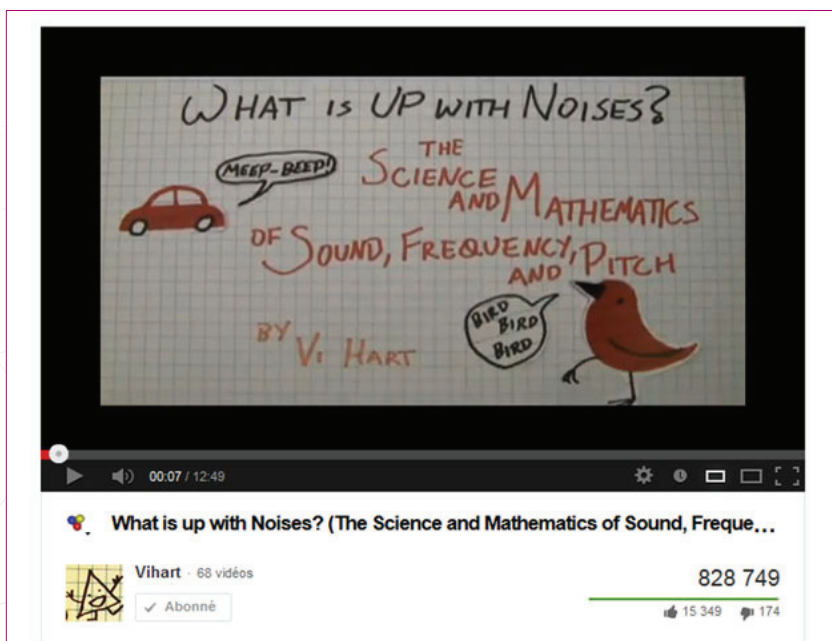 WHAT IS UP WITH NOISES?
MEEP-BEEP!
THE
SCIENCE
AND MATHEMATICS
OF SOUND, FREQUENCY,
AND PITCH
BIRD
BIRD
BIRD
BY VI HART
00:07 / 12:49
What is up with Noises? (The Science and Mathematics of Sound, Freque...
Vihart · 68 vidéos
828 749
✓ Abonné
15 349 174